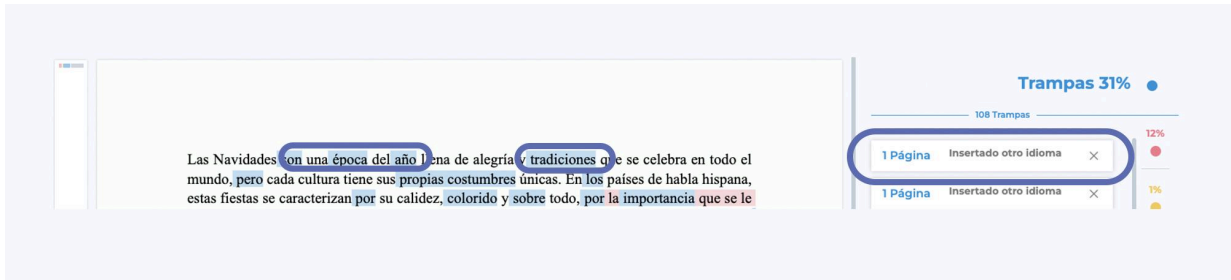 Trampas 31%
108 Trampas
12%
1 Página Insertado otro idioma ×
1%
1 Página Insertado otro idioma ×
Las Navidades son una época del año llena de alegría y tradiciones que se celebra en todo el
mundo, pero cada cultura tiene sus propias costumbres únicas. En los países de habla hispana,
estas fiestas se caracterizan por su calidez, colorido y sobre todo, por la importancia que se le